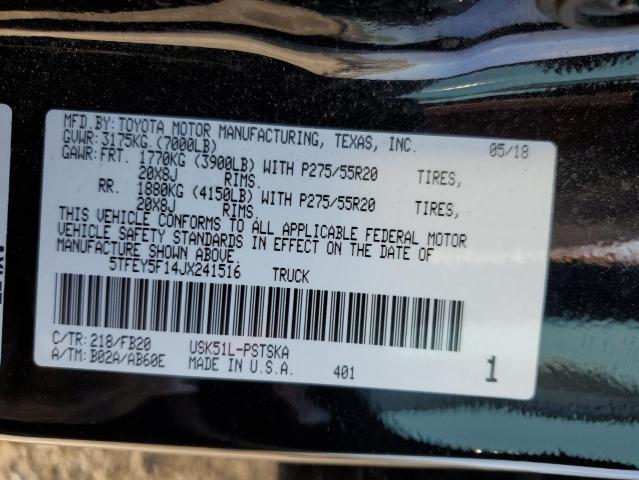 MFD.BY:TOYOTA MOTOR MANUFACTURING, TEXAS, INC. 05/18
GVWR:3175KG (7000LB)
GAWR:FRT. 1770KG (3900LB) WITH P275/55R20 TIRES,
20X8J RIMS.
RR. 1880KG (4150LB) WITH P275/55R20 TIRES,
20X8J RIMS.
THIS VEHICLE CONFORMS TO ALL APPLICABLE FEDERAL MOTOR
VEHICLE SAFETY STANDARDS IN EFFECT ON THE DATE OF
MANUFACTURE SHOWN ABOVE.
5TFEY5F14JX241516 TRUCK
C/TR:218/FB20 USK51L-PSTSKA
A/TM:B02A/AB60E MADE IN U.S.A. 401 1